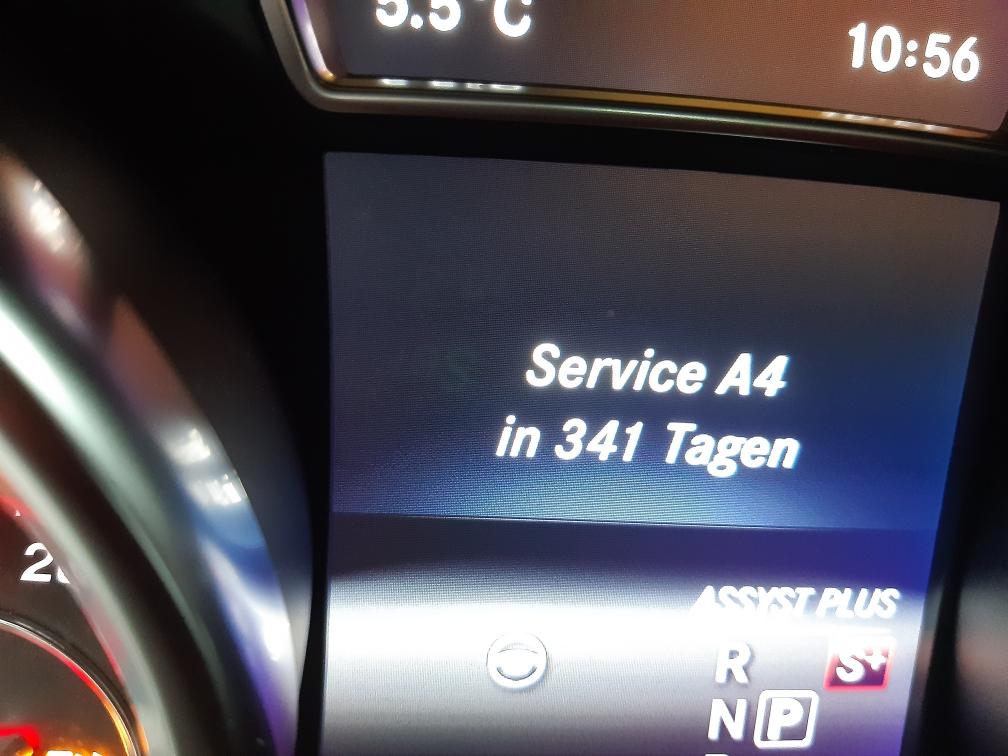 5.5 °C
10:56
Service A4
in 341 Tagen
ASSYST PLUS
R
S+
N P